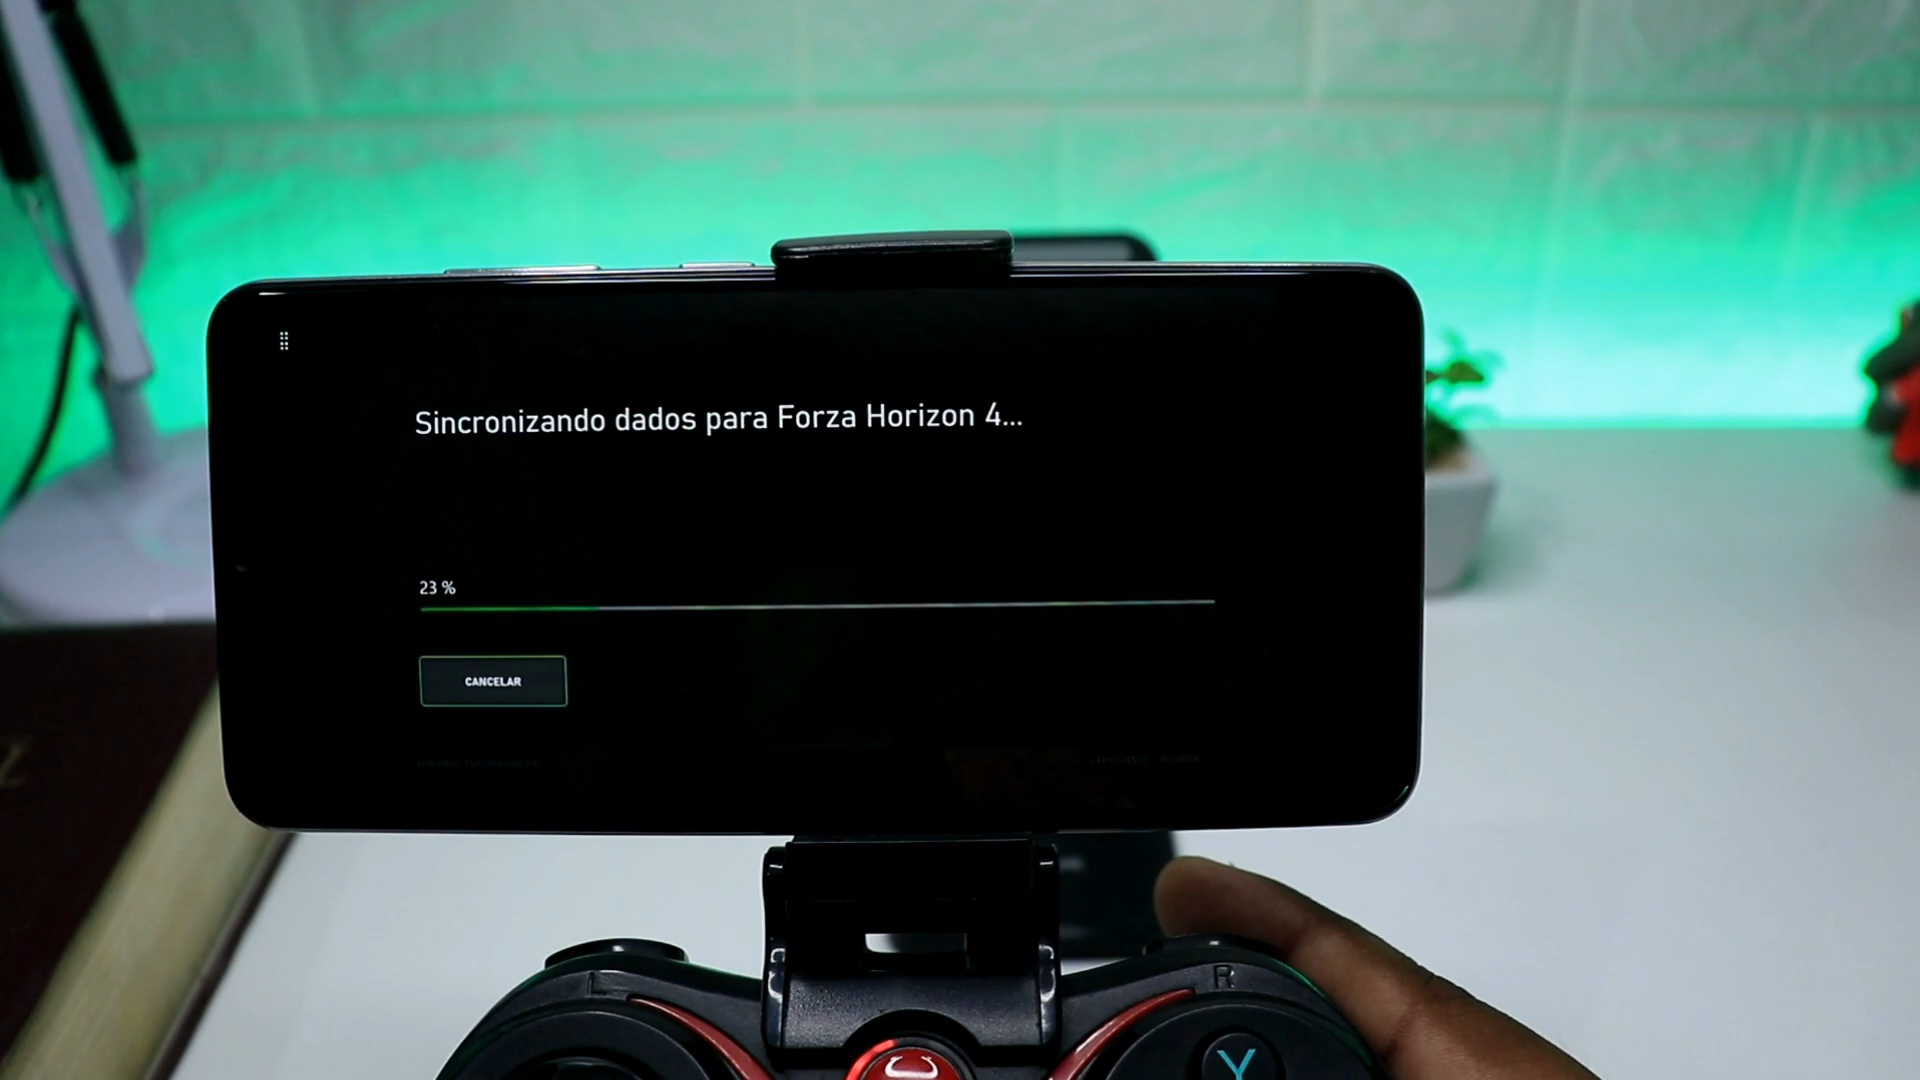 Sincronizando dados para Forza Horizon 4...
23 %
CANCELAR
L
R
Y